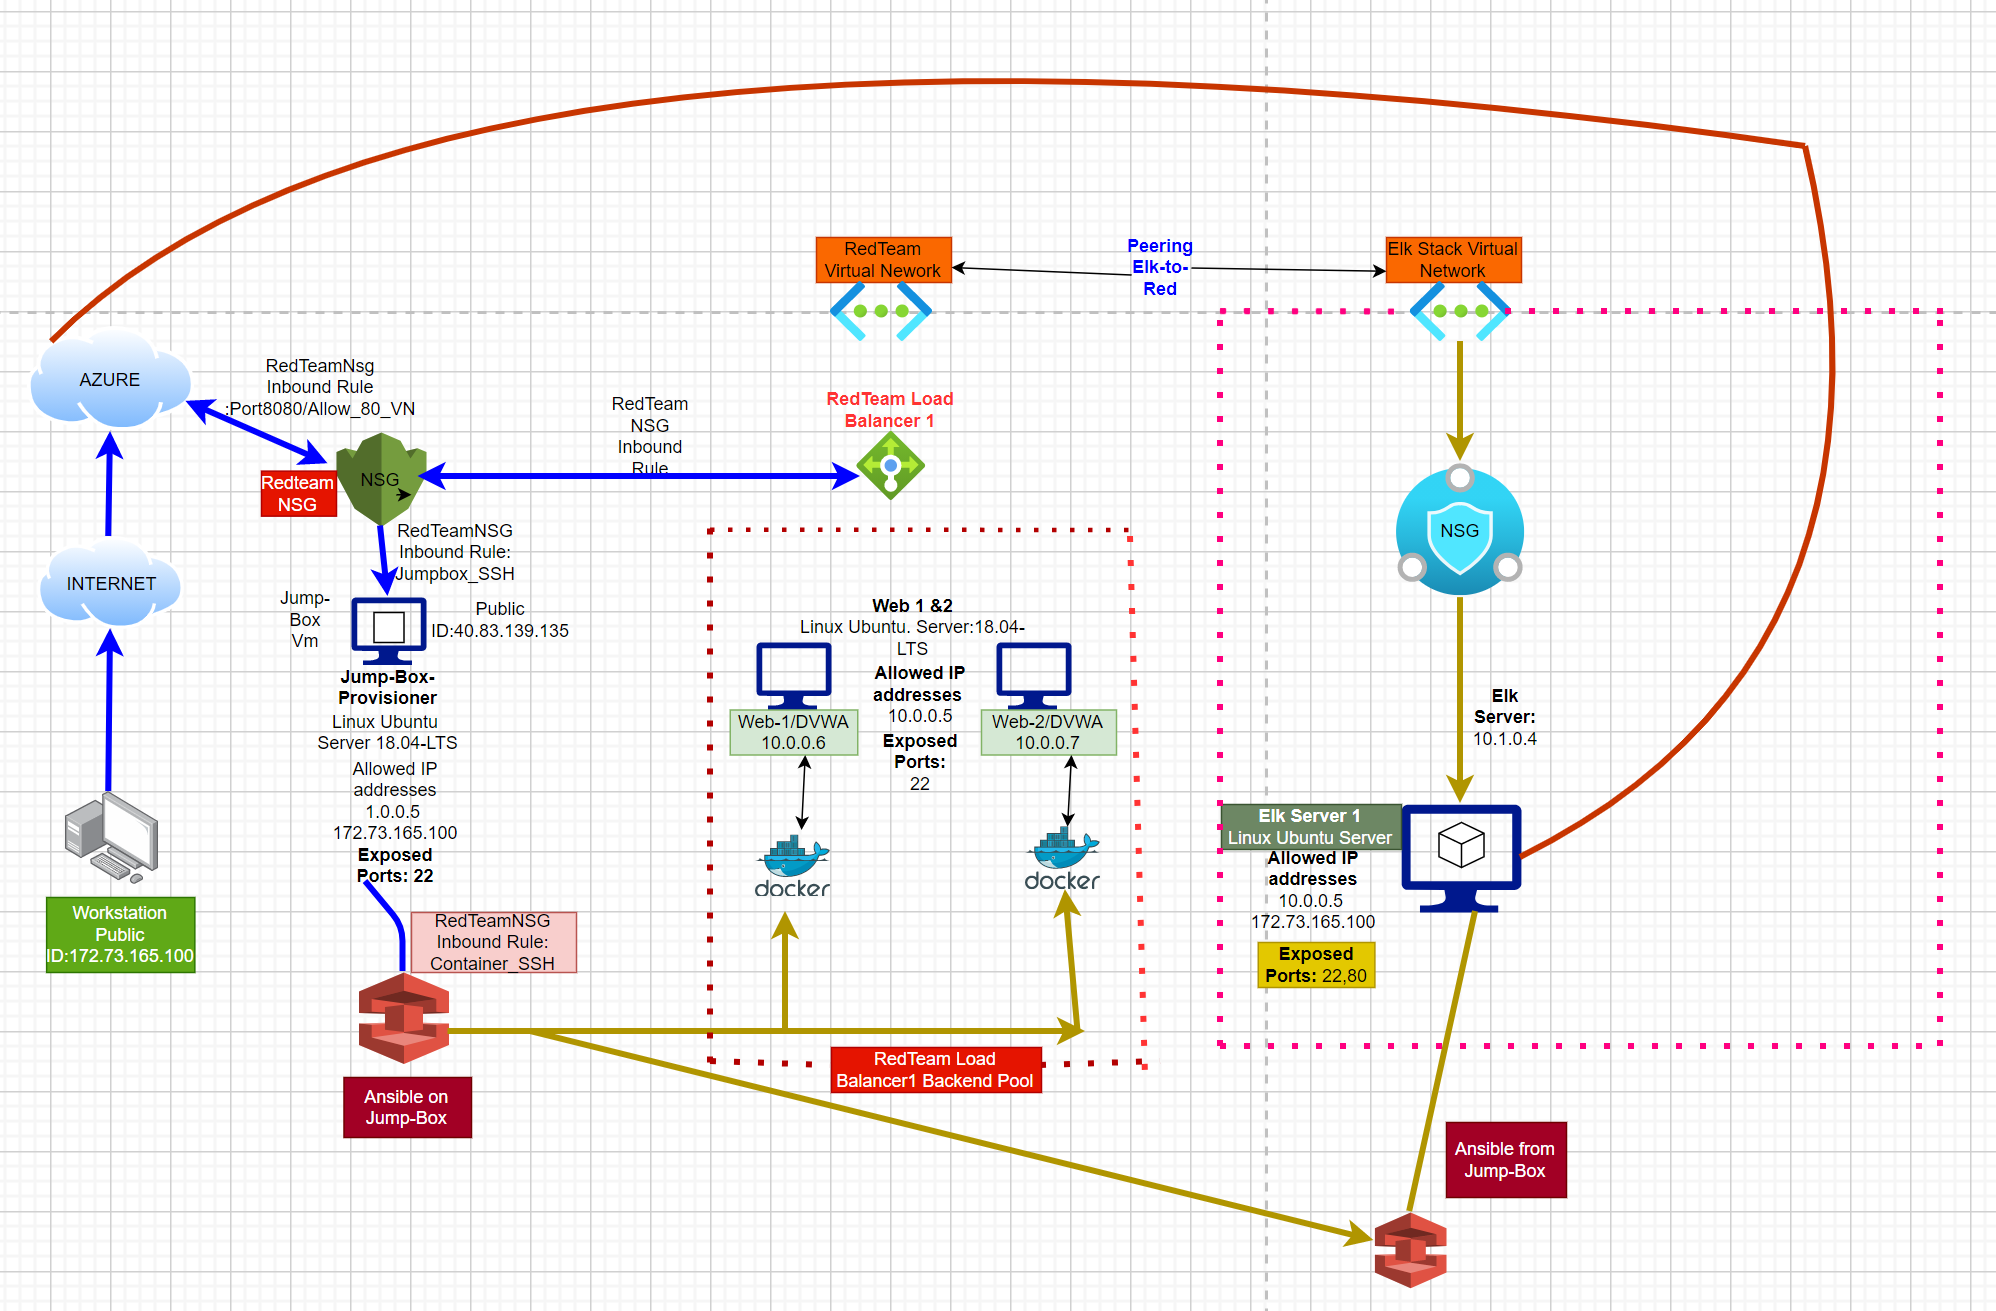 RedTeam
Virtual Nework
Peering
Elk-to-
Red
Elk Stack Virtual
Network
AZURE
RedTeamNsg
Inbound Rule
:Port8080/Allow_80_VN
RedTeam
NSG
Inbound
Rule
RedTeam Load
Balancer 1
Redteam
NSG
NSG
RedTeamNSG
Inbound Rule:
Jumpbox_SSH
NSG
INTERNET
Jump-
Box
Vm
Public
ID:40.83.139.135
Jump-Box-
Provisioner
Linux Ubuntu
Server 18.04-LTS
Allowed IP
addresses
1.0.0.5
172.73.165.100
Exposed
Ports: 22
Web 1 &2
Linux Ubuntu. Server:18.04-
LTS
Allowed IP
addresses
10.0.0.5
Exposed
Ports:
22
Web-1/DVWA
10.0.0.6
Web-2/DVWA
10.0.0.7
docker
docker
Elk
Server:
10.1.0.4
Elk Server 1
Linux Ubuntu Server
Allowed IP
addresses
10.0.0.5
172.73.165.100
Exposed
Ports: 22,80
Workstation
Public
ID:172.73.165.100
RedTeamNSG
Inbound Rule:
Container_SSH
RedTeam Load
Balancer1 Backend Pool
Ansible on
Jump-Box
Ansible from
Jump-Box